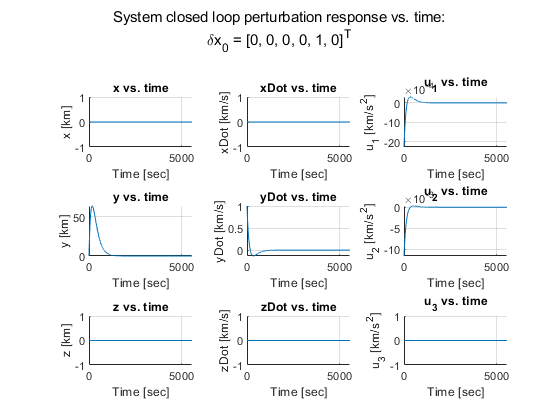 System closed loop perturbation response vs. time:
δx₀ = [0, 0, 0, 0, 1, 0]ᵀ
x vs. time
x [km]
1
0
-1
0 5000
Time [sec]
xDot vs. time
xDot [km/s]
1
0
-1
0 5000
Time [sec]
u₁ vs. time
u₁ [km/s²]
0
-10
-20
0 5000
Time [sec]
y vs. time
y [km]
50
0
0 5000
Time [sec]
yDot vs. time
yDot [km/s]
1
0.5
0
0 5000
Time [sec]
u₂ vs. time
u₂ [km/s²]
0
-5
-10
0 5000
Time [sec]
z vs. time
z [km]
1
0
-1
0 5000
Time [sec]
zDot vs. time
zDot [km/s]
1
0
-1
0 5000
Time [sec]
u₃ vs. time
u₃ [km/s²]
1
0
-1
0 5000
Time [sec]